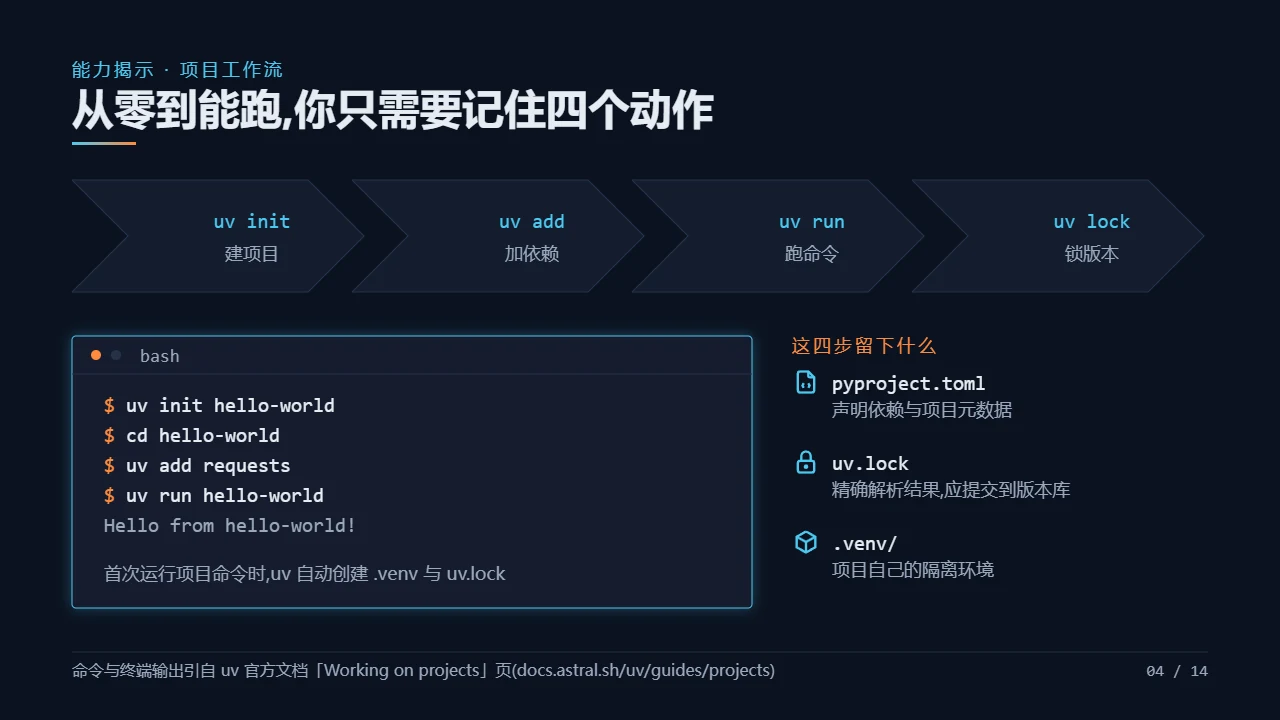 能力揭示 · 项目工作流
从零到能跑,你只需要记住四个动作
uv init
建项目
uv add
加依赖
uv run
跑命令
uv lock
锁版本
bash
$ uv init hello-world
$ cd hello-world
$ uv add requests
$ uv run hello-world
Hello from hello-world!
首次运行项目命令时,uv 自动创建 .venv 与 uv.lock
这四步留下什么
pyproject.toml
声明依赖与项目元数据
uv.lock
精确解析结果,应提交到版本库
.venv/
项目自己的隔离环境
命令与终端输出引自 uv 官方文档「Working on projects」页(docs.astral.sh/uv/guides/projects)
04 / 14